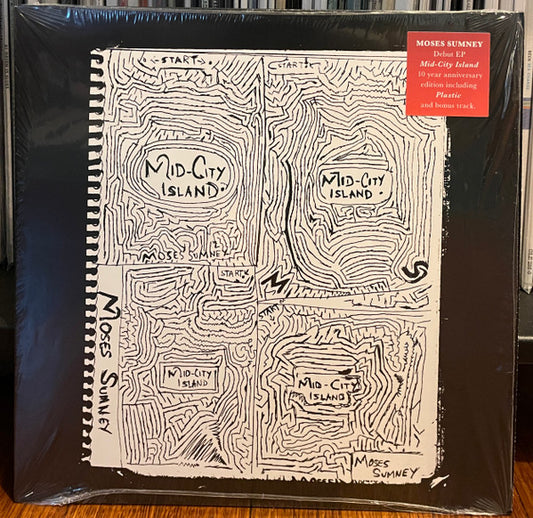 MOSES SUMNEY
Debut EP
Mid-City Island
10 year anniversary
edition including
Plastic
and bonus track.
START
START
MID-CITY
ISLAND
MID-CITY
ISLAND
MOSES SUMNEY
START
M
S
MOSES SUMNEY
START
MID-CITY
ISLAND
MID-CITY
ISLAND
MOSES
SUMNEY